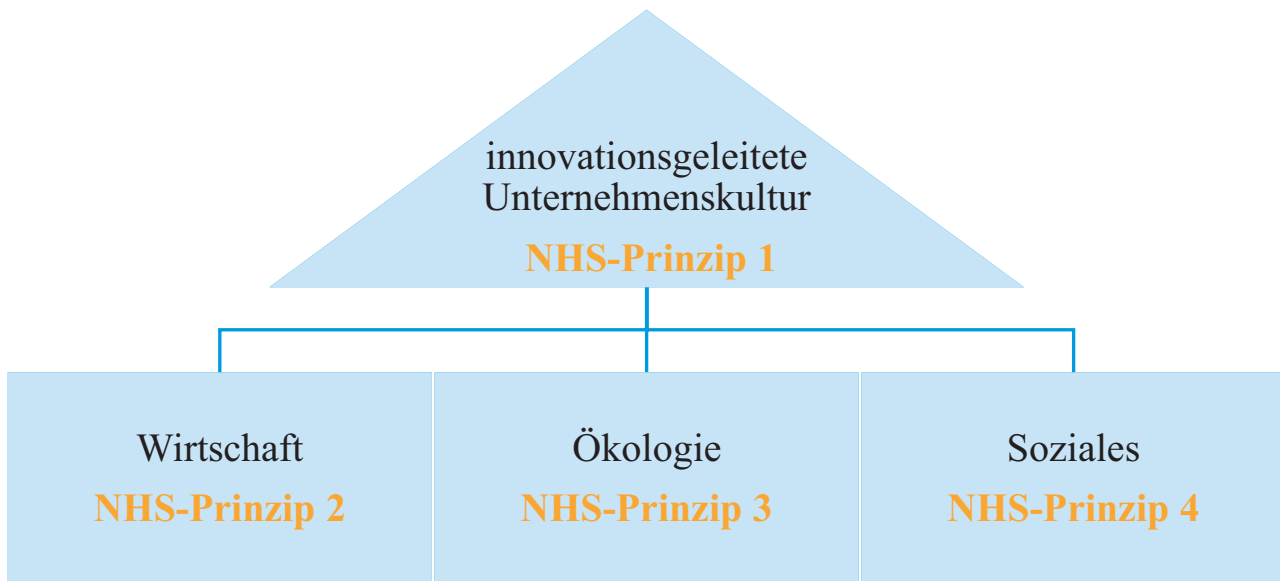 innovationsgeleitete
Unternehmenskultur
NHS-Prinzip 1
Wirtschaft
NHS-Prinzip 2
Ökologie
NHS-Prinzip 3
Soziales
NHS-Prinzip 4